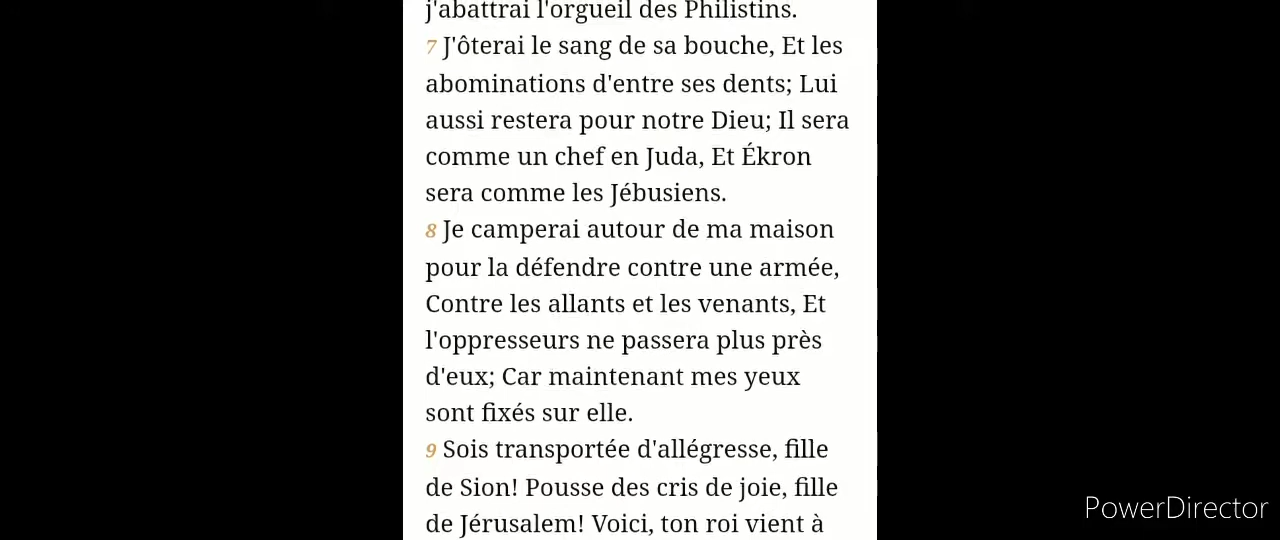 j'abattrai l'orgueil des Philistins.
7 J'ôterai le sang de sa bouche, Et les
abominations d'entre ses dents; Lui
aussi restera pour notre Dieu; Il sera
comme un chef en Juda, Et Ékron
sera comme les Jébusiens.
8 Je camperai autour de ma maison
pour la défendre contre une armée,
Contre les allants et les venants, Et
l'oppresseurs ne passera plus près
d'eux; Car maintenant mes yeux
sont fixés sur elle.
9 Sois transportée d'allégresse, fille
de Sion! Pousse des cris de joie, fille
de Jérusalem! Voici, ton roi vient à
PowerDirector